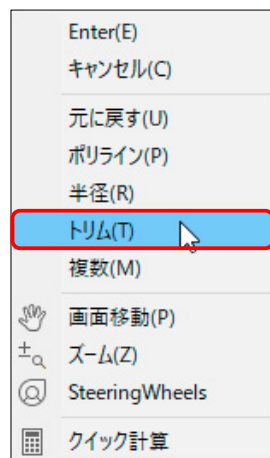 Enter(E)
キャンセル(C)
元に戻す(U)
ポリライン(P)
半径(R)
トリム(T)
複数(M)
画面移動(P)
ズーム(Z)
SteeringWheels
クイック計算